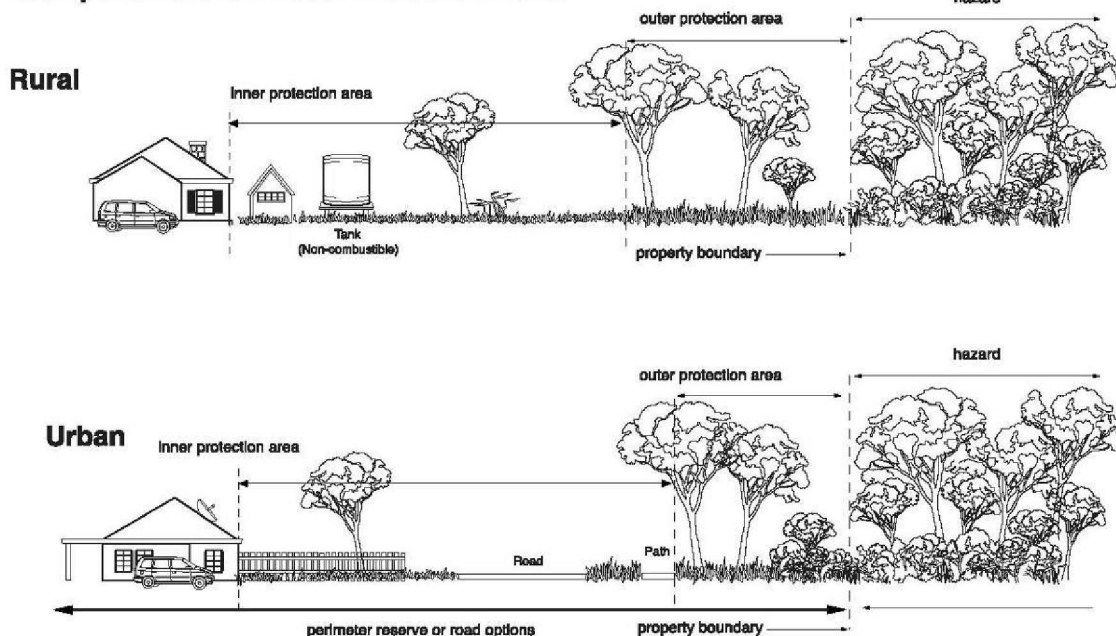 hazard
outer protection area
Rural
inner protection area
Tank
(Non-combustible)
property boundary
hazard
outer protection area
Urban
inner protection area
Road
Path
perimeter reserve or road options
property boundary